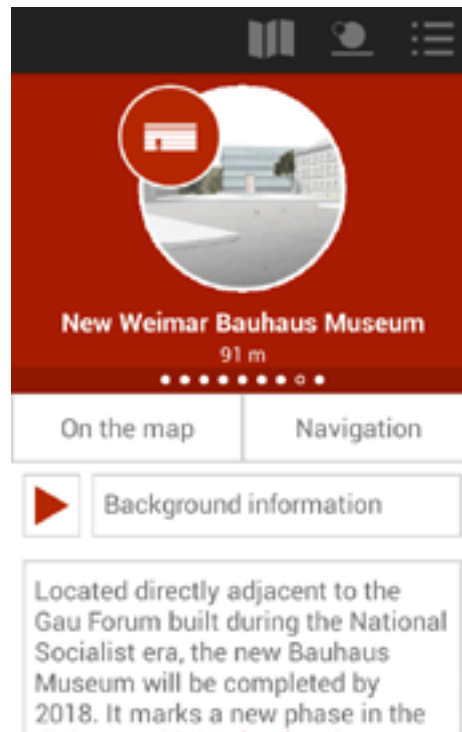 New Weimar Bauhaus Museum
91 m
On the map
Navigation
Background information
Located directly adjacent to the
Gau Forum built during the National
Socialist era, the new Bauhaus
Museum will be completed by
2018. It marks a new phase in the